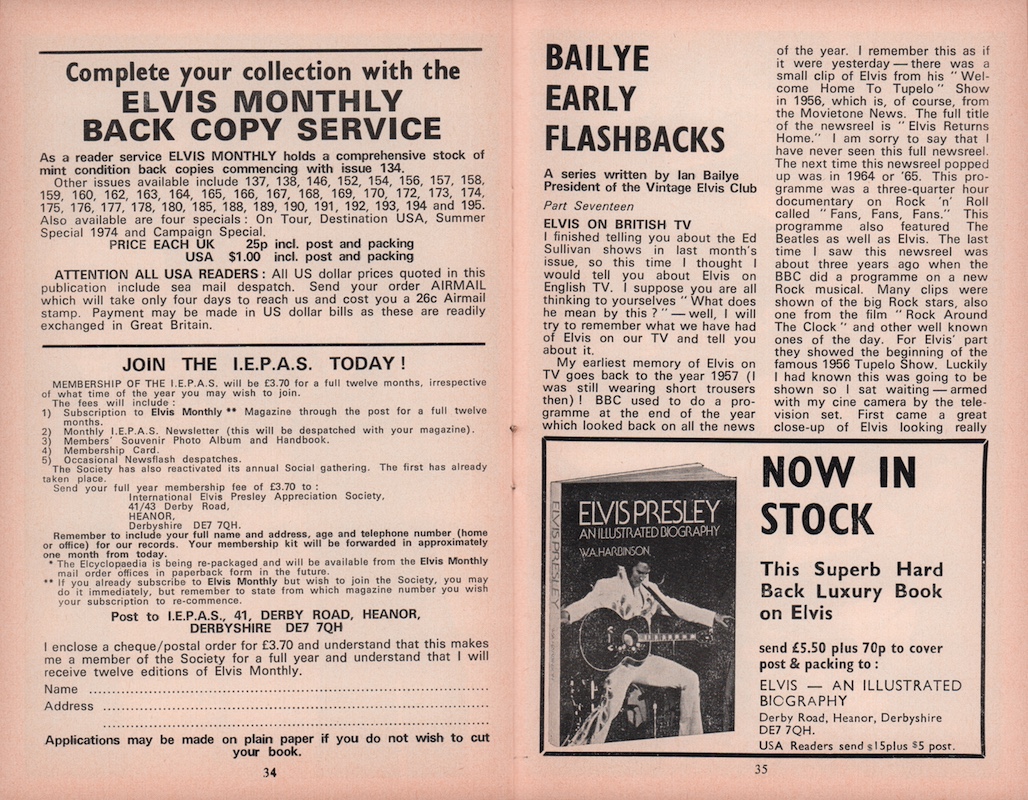 Complete your collection with the
ELVIS MONTHLY
BACK COPY SERVICE
As a reader service ELVIS MONTHLY holds a comprehensive stock of
mint condition back copies commencing with issue 134.
Other issues available include 137, 138, 146, 152, 154, 156, 157, 158,
159, 160, 162, 163, 164, 165, 166, 167, 168, 169, 170, 172, 173, 174,
175, 176, 177, 178, 180, 185, 188, 189, 190, 191, 192, 193, 194 and 195.
Also available are four specials: On Tour, Destination USA, Summer
Special 1974 and Campaign Special.
PRICE EACH UK 25p incl. post and packing
USA $1.00 incl. post and packing
ATTENTION ALL USA READERS: All US dollar prices quoted in this
publication include sea mail despatch. Send your order AIRMAIL
which will take only four days to reach us and cost you a 26c Airmail
stamp. Payment may be made in US dollar bills as these are readily
exchanged in Great Britain.
JOIN THE I.E.P.A.S. TODAY!
MEMBERSHIP OF THE I.E.P.A.S. will be £3.70 for a full twelve months, irrespective
of what time of the year you may wish to join.
The fees will include:
1) Subscription to Elvis Monthly ** Magazine through the post for a full twelve
months.
2) Monthly I.E.P.A.S. Newsletter (this will be despatched with your magazine).
3) Members' Souvenir Photo Album and Handbook.
4) Membership Card.
5) Occasional Newsflash despatches.
The Society has also reactivated its annual Social gathering. The first has already
taken place.
Send your full year membership fee of £3.70 to:
International Elvis Presley Appreciation Society,
41/43 Derby Road,
HEANOR,
Derbyshire DE7 7QH.
Remember to include your full name and address, age and telephone number (home
or office) for our records. Your membership kit will be forwarded in approximately
one month from today.
* The Elcyclopaedia is being re-packaged and will be available from the Elvis Monthly
mail order offices in paperback form in the future.
** If you already subscribe to Elvis Monthly but wish to join the Society, you may
do it immediately, but remember to state from which magazine number you wish
your subscription to re-commence.
Post to I.E.P.A.S., 41, DERBY ROAD, HEANOR,
DERBYSHIRE DE7 7QH
I enclose a cheque/postal order for £3.70 and understand that this makes
me a member of the Society for a full year and understand that I will
receive twelve editions of Elvis Monthly.
Name
Address
Applications may be made on plain paper if you do not wish to cut
your book.
34
BAILYE
EARLY
FLASHBACKS
A series written by Ian Bailye
President of the Vintage Elvis Club
Part Seventeen
ELVIS ON BRITISH TV
I finished telling you about the Ed
Sullivan shows in last month's
issue, so this time I thought I
would tell you about Elvis on
English TV. I suppose you are all
thinking to yourselves "What does
he mean by this?" — well, I will
try to remember what we have had
of Elvis on our TV and tell you
about it.
My earliest memory of Elvis on
TV goes back to the year 1957 (I
was still wearing short trousers
then)! BBC used to do a pro-
gramme at the end of the year
which looked back on all the news
of the year. I remember this as if
it were yesterday — there was a
small clip of Elvis from his "Wel-
come Home To Tupelo" Show
in 1956, which is, of course, from
the Movietone News. The full title
of the newsreel is "Elvis Returns
Home." I am sorry to say that I
have never seen this full newsreel.
The next time this newsreel popped
up was in 1964 or '65. This pro-
gramme was a three-quarter hour
documentary on Rock 'n' Roll
called "Fans, Fans, Fans." This
programme also featured The
Beatles as well as Elvis. The last
time I saw this newsreel was
about three years ago when the
BBC did a programme on a new
Rock musical. Many clips were
shown of the big Rock stars, also
one from the film "Rock Around
The Clock" and other well known
ones of the day. For Elvis' part
they showed the beginning of the
famous 1956 Tupelo Show. Luckily
I had known this was going to be
shown so I sat waiting — armed
with my cine camera by the tele-
vision set. First came a great
close-up of Elvis looking really
ELVIS PRESLEY
ELVIS PRESLEY
AN ILLUSTRATED BIOGRAPHY
W.A. HARBINSON
NOW IN
STOCK
This Superb Hard
Back Luxury Book
on Elvis
send £5.50 plus 70p to cover
post & packing to:
ELVIS — AN ILLUSTRATED
BIOGRAPHY
Derby Road, Heanor, Derbyshire
DE7 7QH.
USA Readers send $15plus $5 post.
35